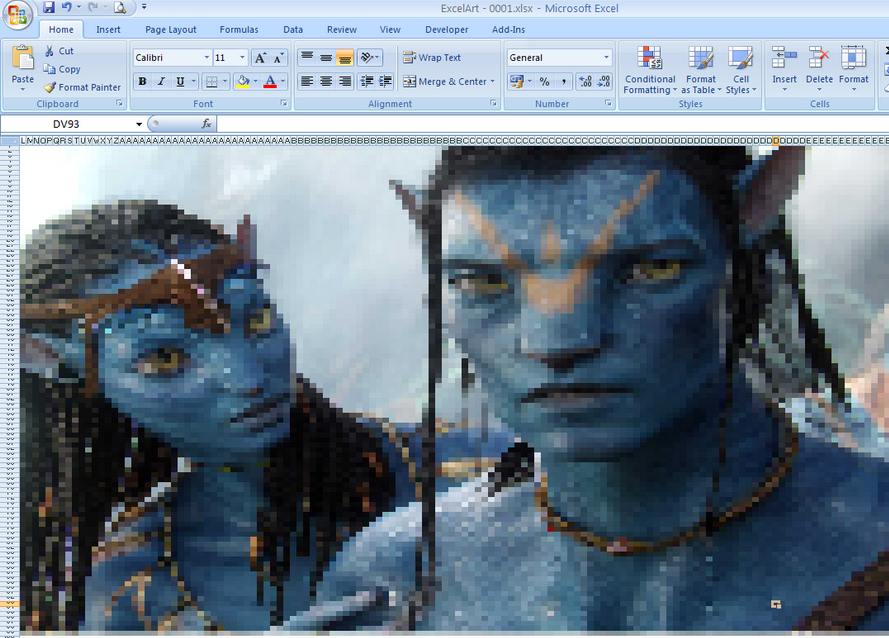 ExcelArt - 0001.xlsx - Microsoft Excel
Home Insert Page Layout Formulas Data Review View Developer Add-Ins
Cut
Copy
Format Painter
Paste
Clipboard
Calibri 11 A A
B I U A
Font
Wrap Text
Merge & Center
Alignment
General
% ,
Number
Conditional Formatting
Format as Table
Cell Styles
Styles
Insert Delete Format
Cells
DV93 fx